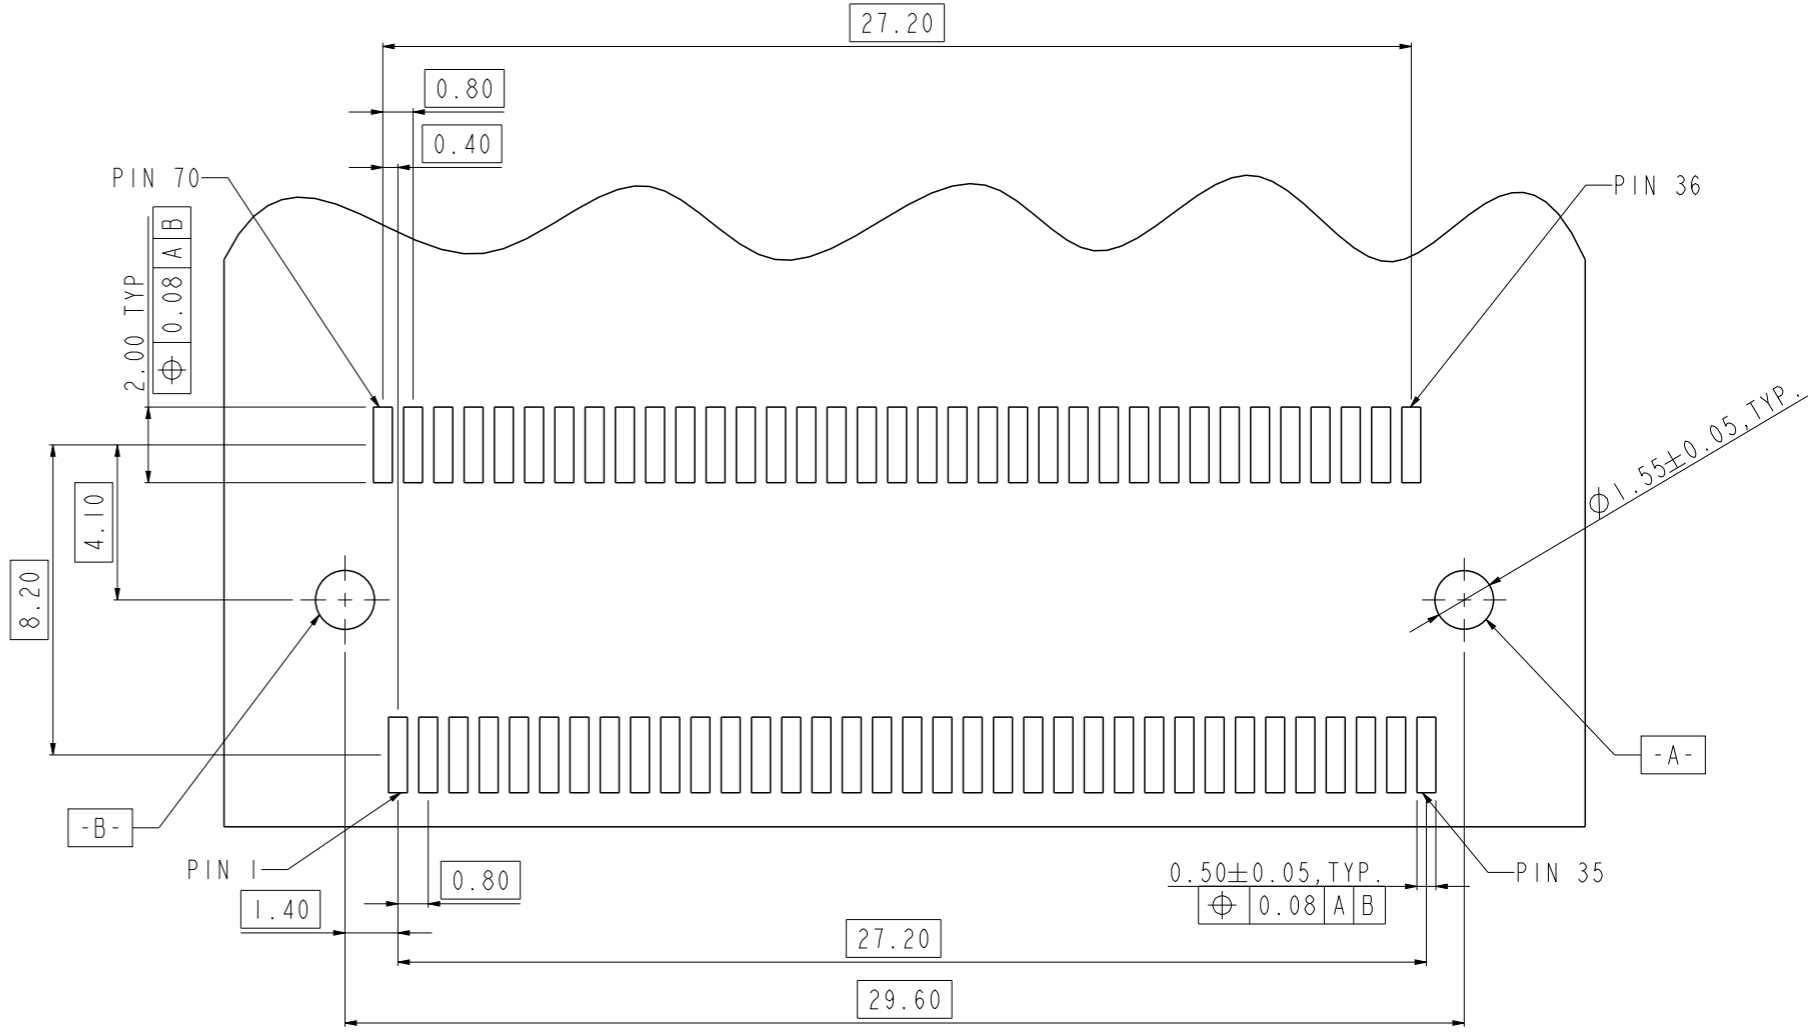 27.20
0.80
0.40
PIN 70
PIN 36
2.00 TYP
⌖ 0.08 A B
Ø1.55±0.05,TYP.
4.10
8.20
-A-
-B-
PIN 1
0.80
0.50±0.05,TYP.
PIN 35
⌖ 0.08 A B
1.40
27.20
29.60